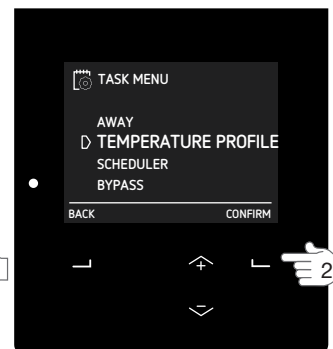 TASK MENU
AWAY
TEMPERATURE PROFILE
SCHEDULER
BYPASS
BACK CONFIRM
2